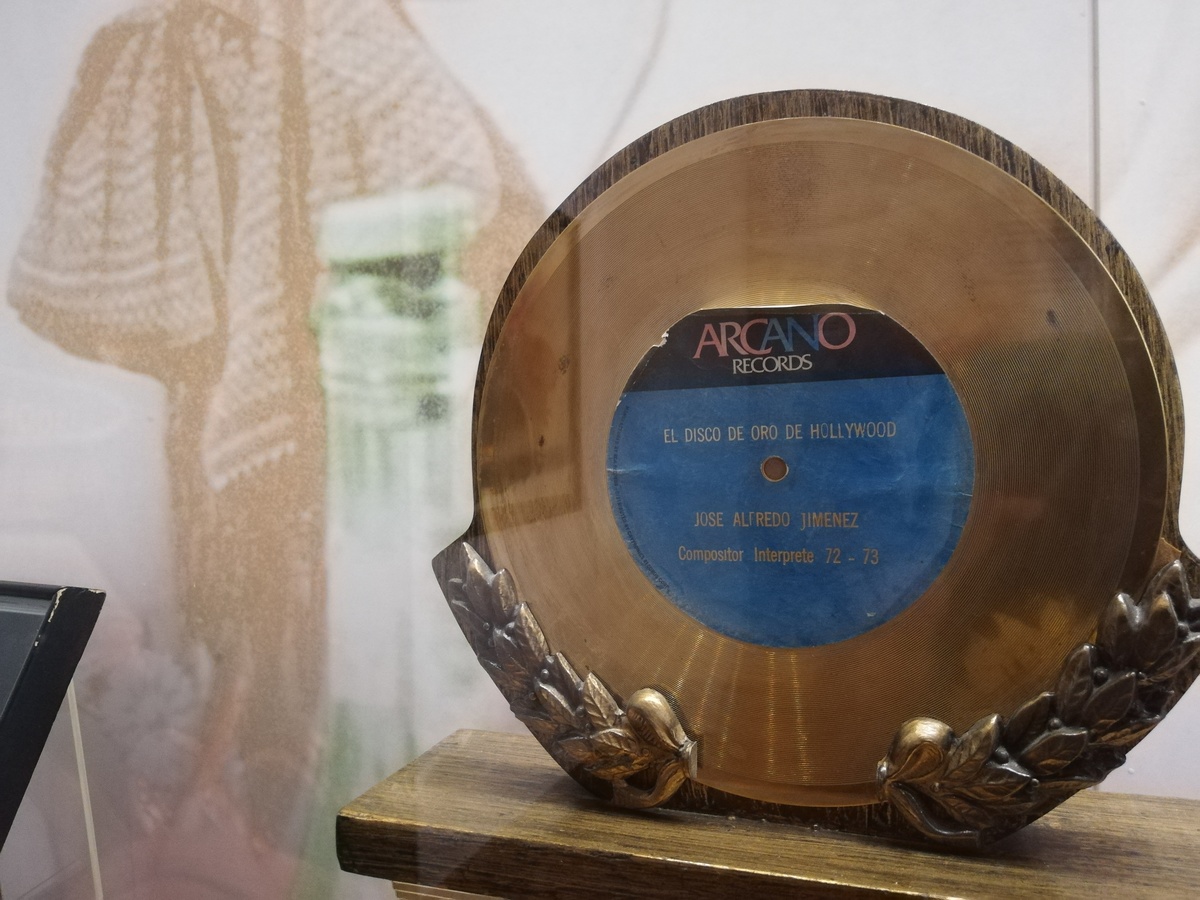 ARCANO
RECORDS
EL DISCO DE ORO DE HOLLYWOOD
JOSE ALFREDO JIMENEZ
Compositor Interprete 72 - 73